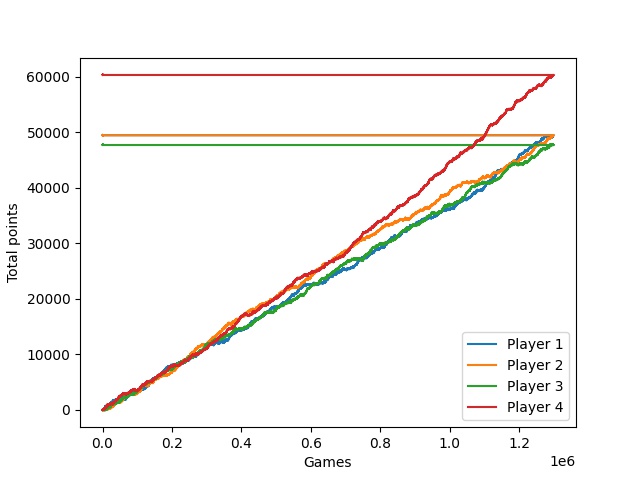 60000
50000
40000
30000
20000
10000
0
Total points
0.0 0.2 0.4 0.6 0.8 1.0 1.2
1e6
Games
Player 1
Player 2
Player 3
Player 4